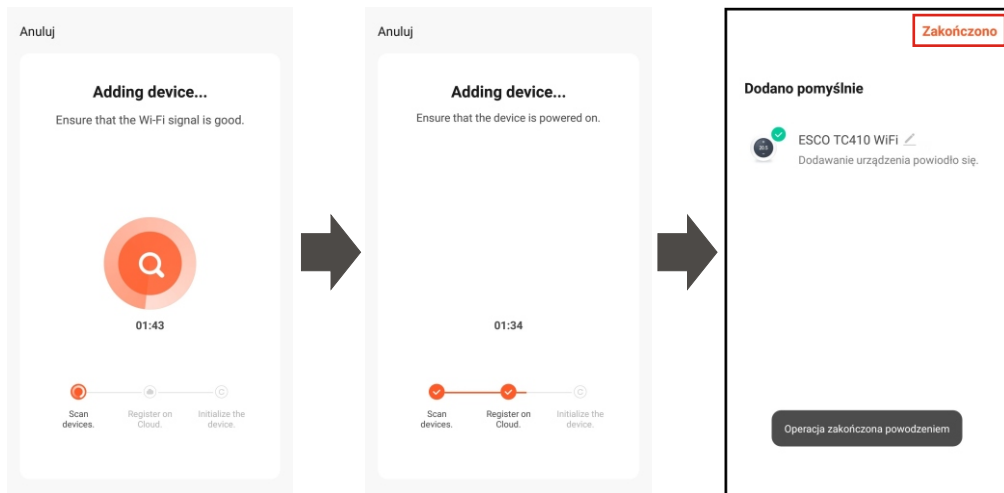 Anuluj
Adding device...
Ensure that the Wi-Fi signal is good.
01:43
Scan
devices.
Register on
Cloud.
Initialize the
device.
Anuluj
Adding device...
Ensure that the device is powered on.
01:34
Scan
devices.
Register on
Cloud.
Initialize the
device.
Zakończono
Dodano pomyślnie
ESCO TC410 WiFi
Dodawanie urządzenia powiodło się.
Operacja zakończona powodzeniem